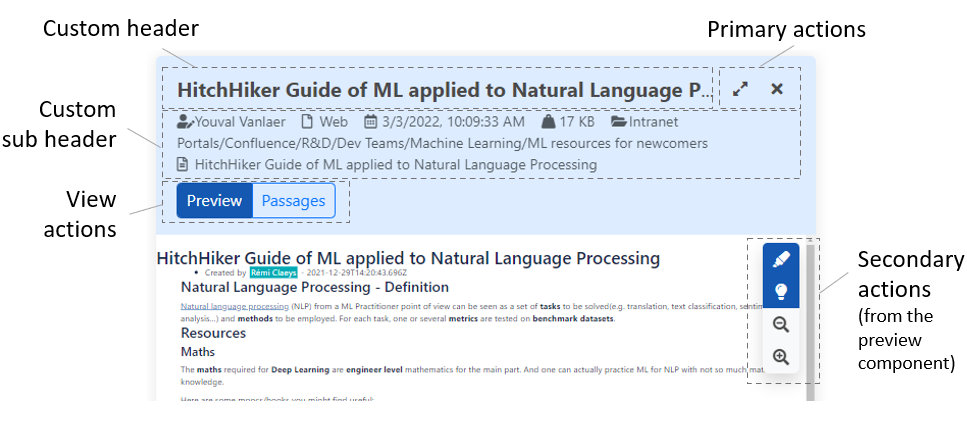 Custom header
Primary actions
HitchHiker Guide of ML applied to Natural Language P...
Custom
sub header
Youval Vanlaer Web 3/3/2022, 10:09:33 AM 17 KB Intranet
Portals/Confluence/R&D/Dev Teams/Machine Learning/ML resources for newcomers
HitchHiker Guide of ML applied to Natural Language Processing
View
actions
Preview Passages
HitchHiker Guide of ML applied to Natural Language Processing
• Created by Rémi Claeys - 2021-12-29T14:20:43.696Z
Natural Language Processing - Definition
Natural language processing (NLP) from a ML Practitioner point of view can be seen as a set of tasks to be solved(e.g. translation, text classification,
analysis...) and methods to be employed. For each task, one or several metrics are tested on benchmark datasets.
Resources
Maths
The maths required for Deep Learning are engineer level mathematics for the main part. And one can actually practice ML for NLP with not so much
knowledge.
Here are some moocs/books you might find useful:
Secondary
actions
(from the
preview
component)